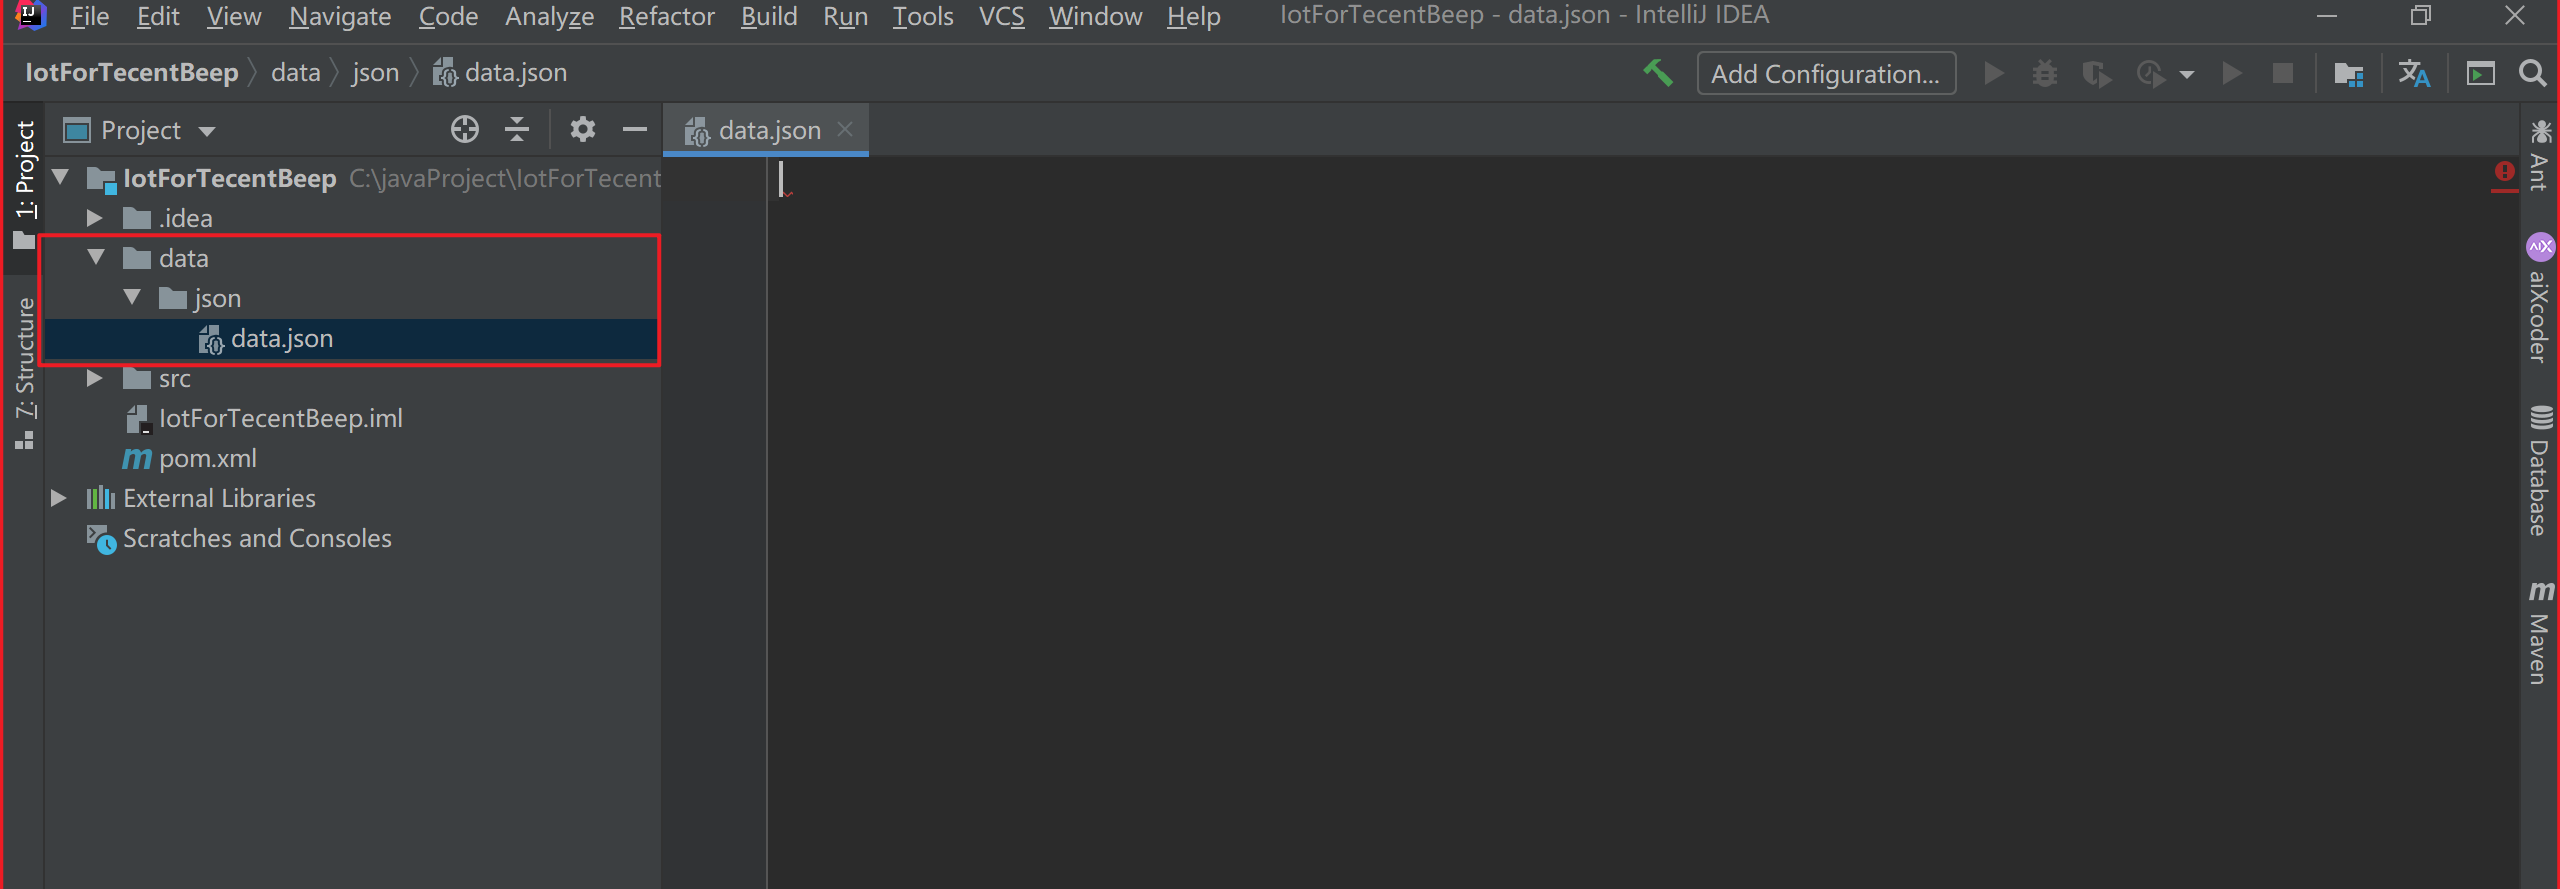 File Edit View Navigate Code Analyze Refactor Build Run Tools VCS Window Help IotForTecentBeep - data.json - IntelliJ IDEA
IotForTecentBeep data json data.json Add Configuration...
1: Project
7: Structure
Project
IotForTecentBeep C:\javaProject\IotForTecent
.idea
data
json
data.json
src
IotForTecentBeep.iml
pom.xml
External Libraries
Scratches and Consoles
data.json
Ant
aiXcoder
Database
Maven